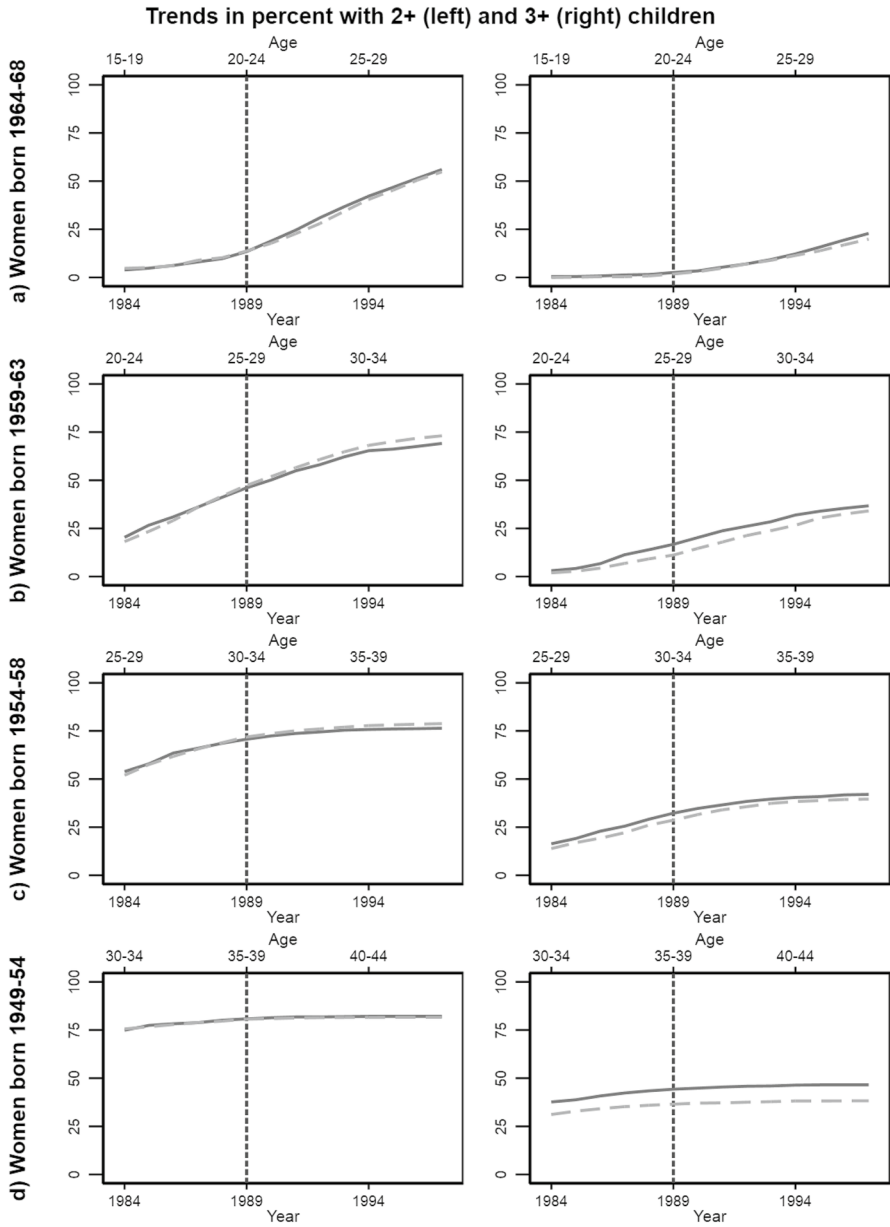 Trends in percent with 2+ (left) and 3+ (right) children
a) Women born 1964-68
Age
15-19 20-24 25-29
100
75
50
25
0
1984 1989 1994
Year
Age
15-19 20-24 25-29
100
75
50
25
0
1984 1989 1994
Year
b) Women born 1959-63
Age
20-24 25-29 30-34
100
75
50
25
0
1984 1989 1994
Year
Age
20-24 25-29 30-34
100
75
50
25
0
1984 1989 1994
Year
c) Women born 1954-58
Age
25-29 30-34 35-39
100
75
50
25
0
1984 1989 1994
Year
Age
25-29 30-34 35-39
100
75
50
25
0
1984 1989 1994
Year
d) Women born 1949-54
Age
30-34 35-39 40-44
100
75
50
25
0
1984 1989 1994
Year
Age
30-34 35-39 40-44
100
75
50
25
0
1984 1989 1994
Year